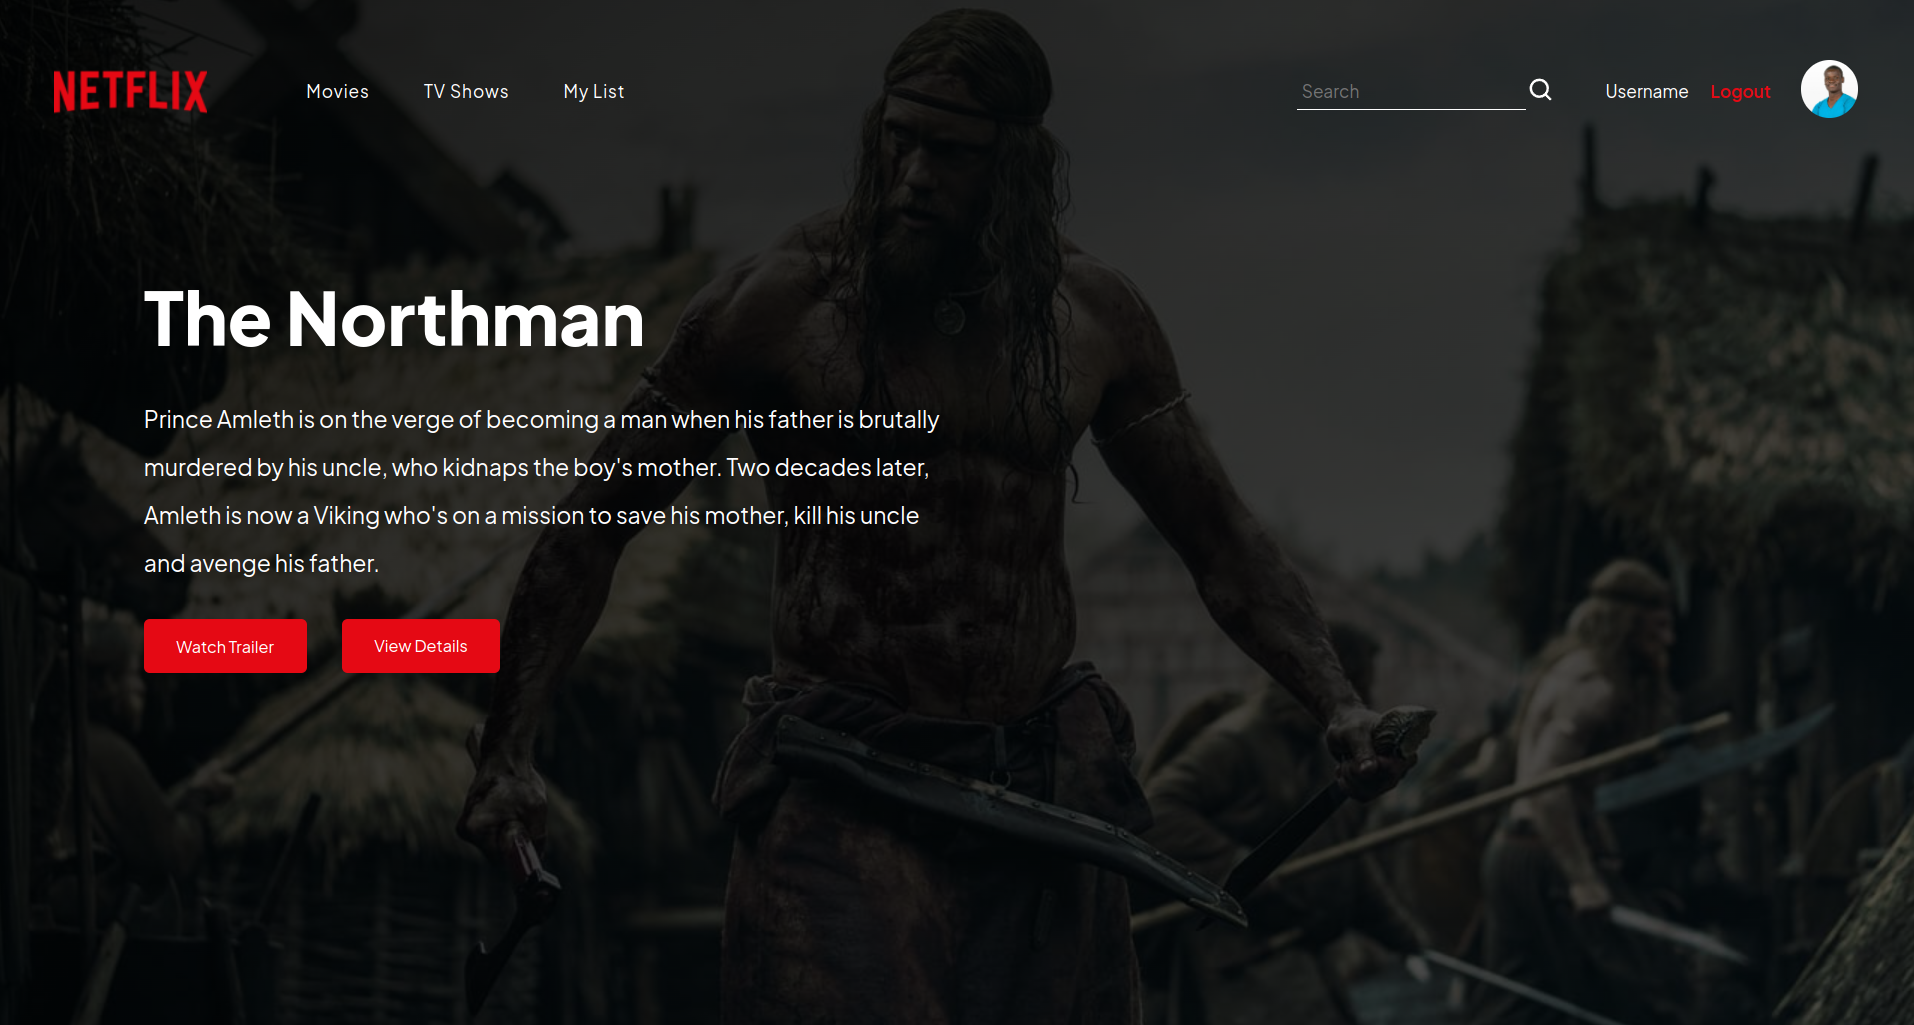 NETFLIX
Movies
TV Shows
My List
Search
Username
Logout
The Northman
Prince Amleth is on the verge of becoming a man when his father is brutally
murdered by his uncle, who kidnaps the boy's mother. Two decades later,
Amleth is now a Viking who's on a mission to save his mother, kill his uncle
and avenge his father.
Watch Trailer
View Details